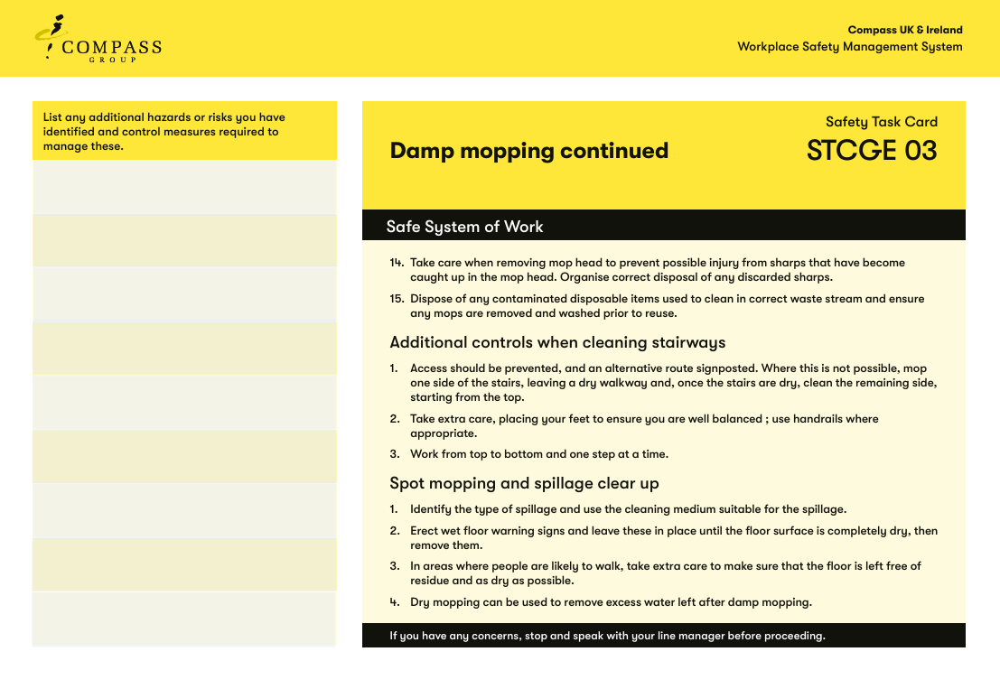 COMPASS
GROUP
Compass UK & Ireland
Workplace Safety Management System
List any additional hazards or risks you have
identified and control measures required to
manage these.
Damp mopping continued
Safety Task Card
STCGE 03
Safe System of Work
14. Take care when removing mop head to prevent possible injury from sharps that have become
caught up in the mop head. Organise correct disposal of any discarded sharps.
15. Dispose of any contaminated disposable items used to clean in correct waste stream and ensure
any mops are removed and washed prior to reuse.
Additional controls when cleaning stairways
1. Access should be prevented, and an alternative route signposted. Where this is not possible, mop
one side of the stairs, leaving a dry walkway and, once the stairs are dry, clean the remaining side,
starting from the top.
2. Take extra care, placing your feet to ensure you are well balanced ; use handrails where
appropriate.
3. Work from top to bottom and one step at a time.
Spot mopping and spillage clear up
1. Identify the type of spillage and use the cleaning medium suitable for the spillage.
2. Erect wet floor warning signs and leave these in place until the floor surface is completely dry, then
remove them.
3. In areas where people are likely to walk, take extra care to make sure that the floor is left free of
residue and as dry as possible.
4. Dry mopping can be used to remove excess water left after damp mopping.
If you have any concerns, stop and speak with your line manager before proceeding.